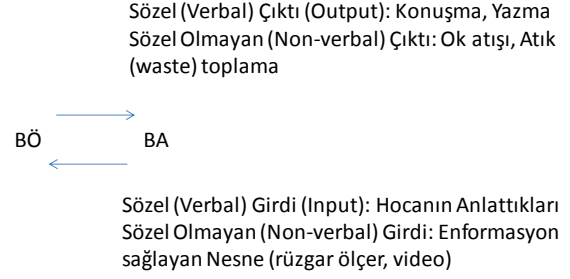 Sözel (Verbal) Çıktı (Output): Konuşma, Yazma
Sözel Olmayan (Non-verbal) Çıktı: Ok atışı, Atık
(waste) toplama
BÖ BA
Sözel (Verbal) Girdi (Input): Hocanın Anlattıkları
Sözel Olmayan (Non-verbal) Girdi: Enformasyon
sağlayan Nesne (rüzgar ölçer, video)